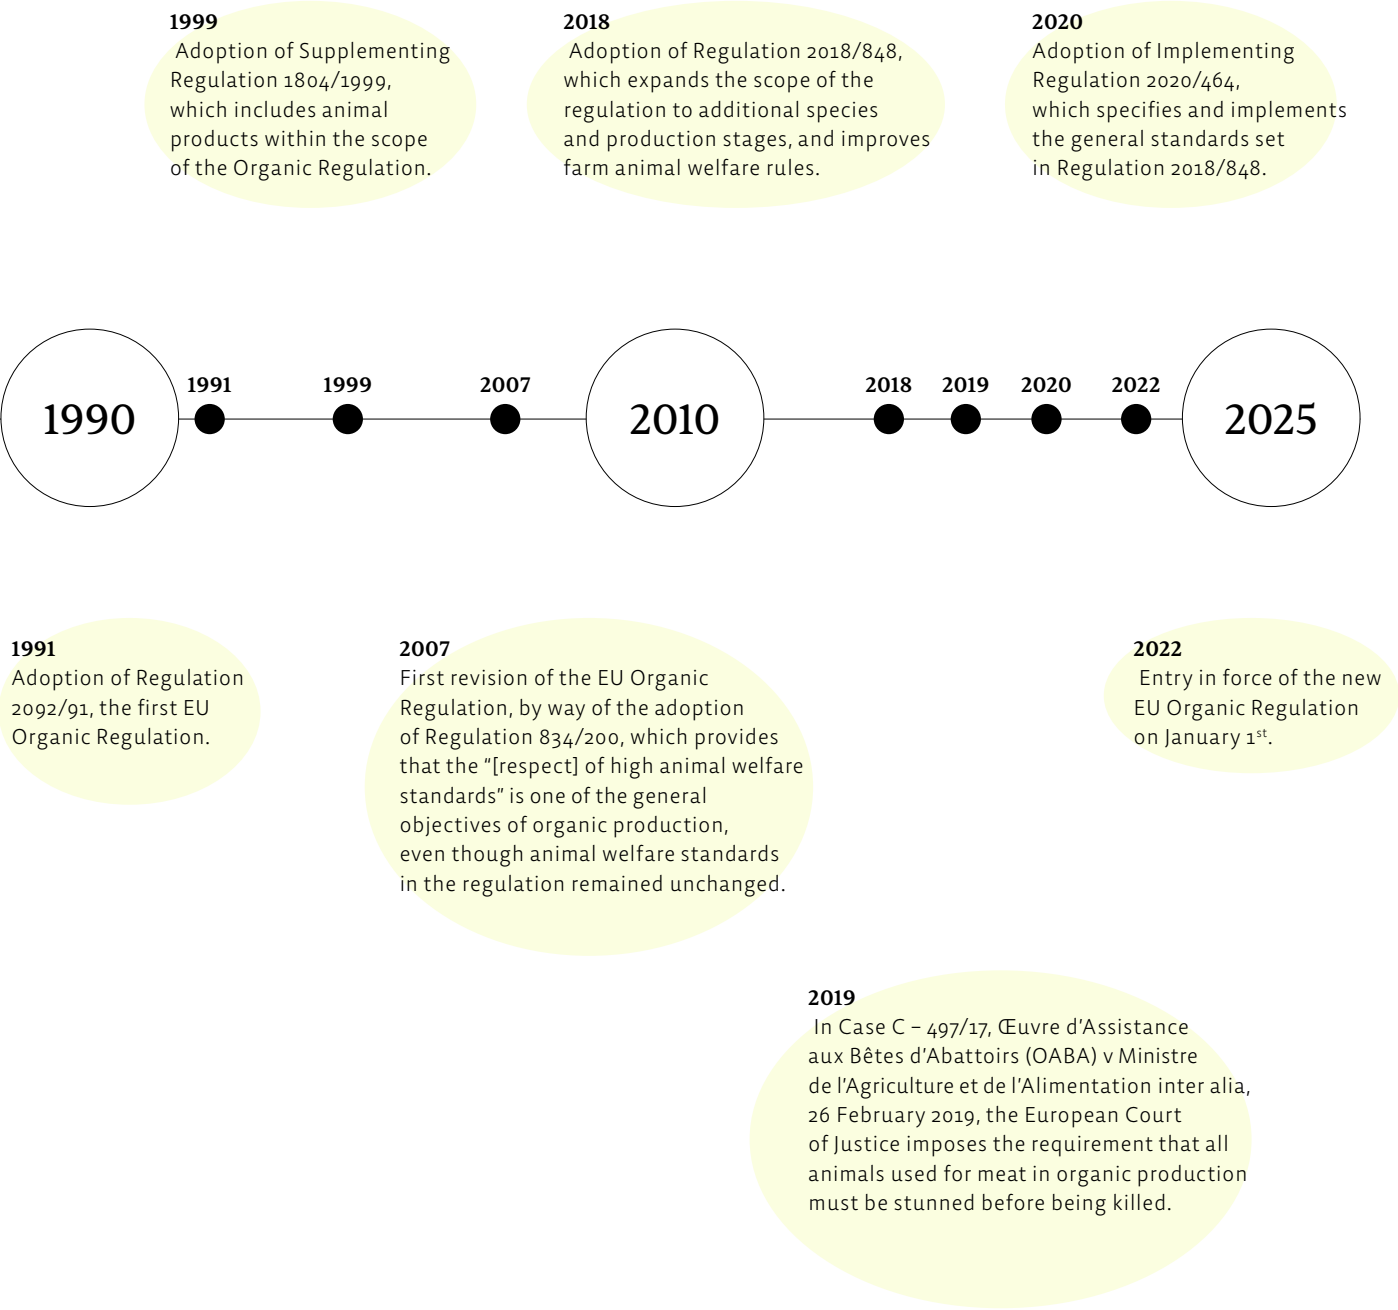 1999
Adoption of Supplementing
Regulation 1804/1999,
which includes animal
products within the scope
of the Organic Regulation.
2018
Adoption of Regulation 2018/848,
which expands the scope of the
regulation to additional species
and production stages, and improves
farm animal welfare rules.
2020
Adoption of Implementing
Regulation 2020/464,
which specifies and implements
the general standards set
in Regulation 2018/848.
1990
1991
1999
2007
2010
2018
2019
2020
2022
2025
1991
Adoption of Regulation
2092/91, the first EU
Organic Regulation.
2007
First revision of the EU Organic
Regulation, by way of the adoption
of Regulation 834/200, which provides
that the “[respect] of high animal welfare
standards” is one of the general
objectives of organic production,
even though animal welfare standards
in the regulation remained unchanged.
2022
Entry in force of the new
EU Organic Regulation
on January 1st.
2019
In Case C – 497/17, Œuvre d’Assistance
aux Bêtes d’Abattoirs (OABA) v Ministre
de l’Agriculture et de l’Alimentation inter alia,
26 February 2019, the European Court
of Justice imposes the requirement that all
animals used for meat in organic production
must be stunned before being killed.